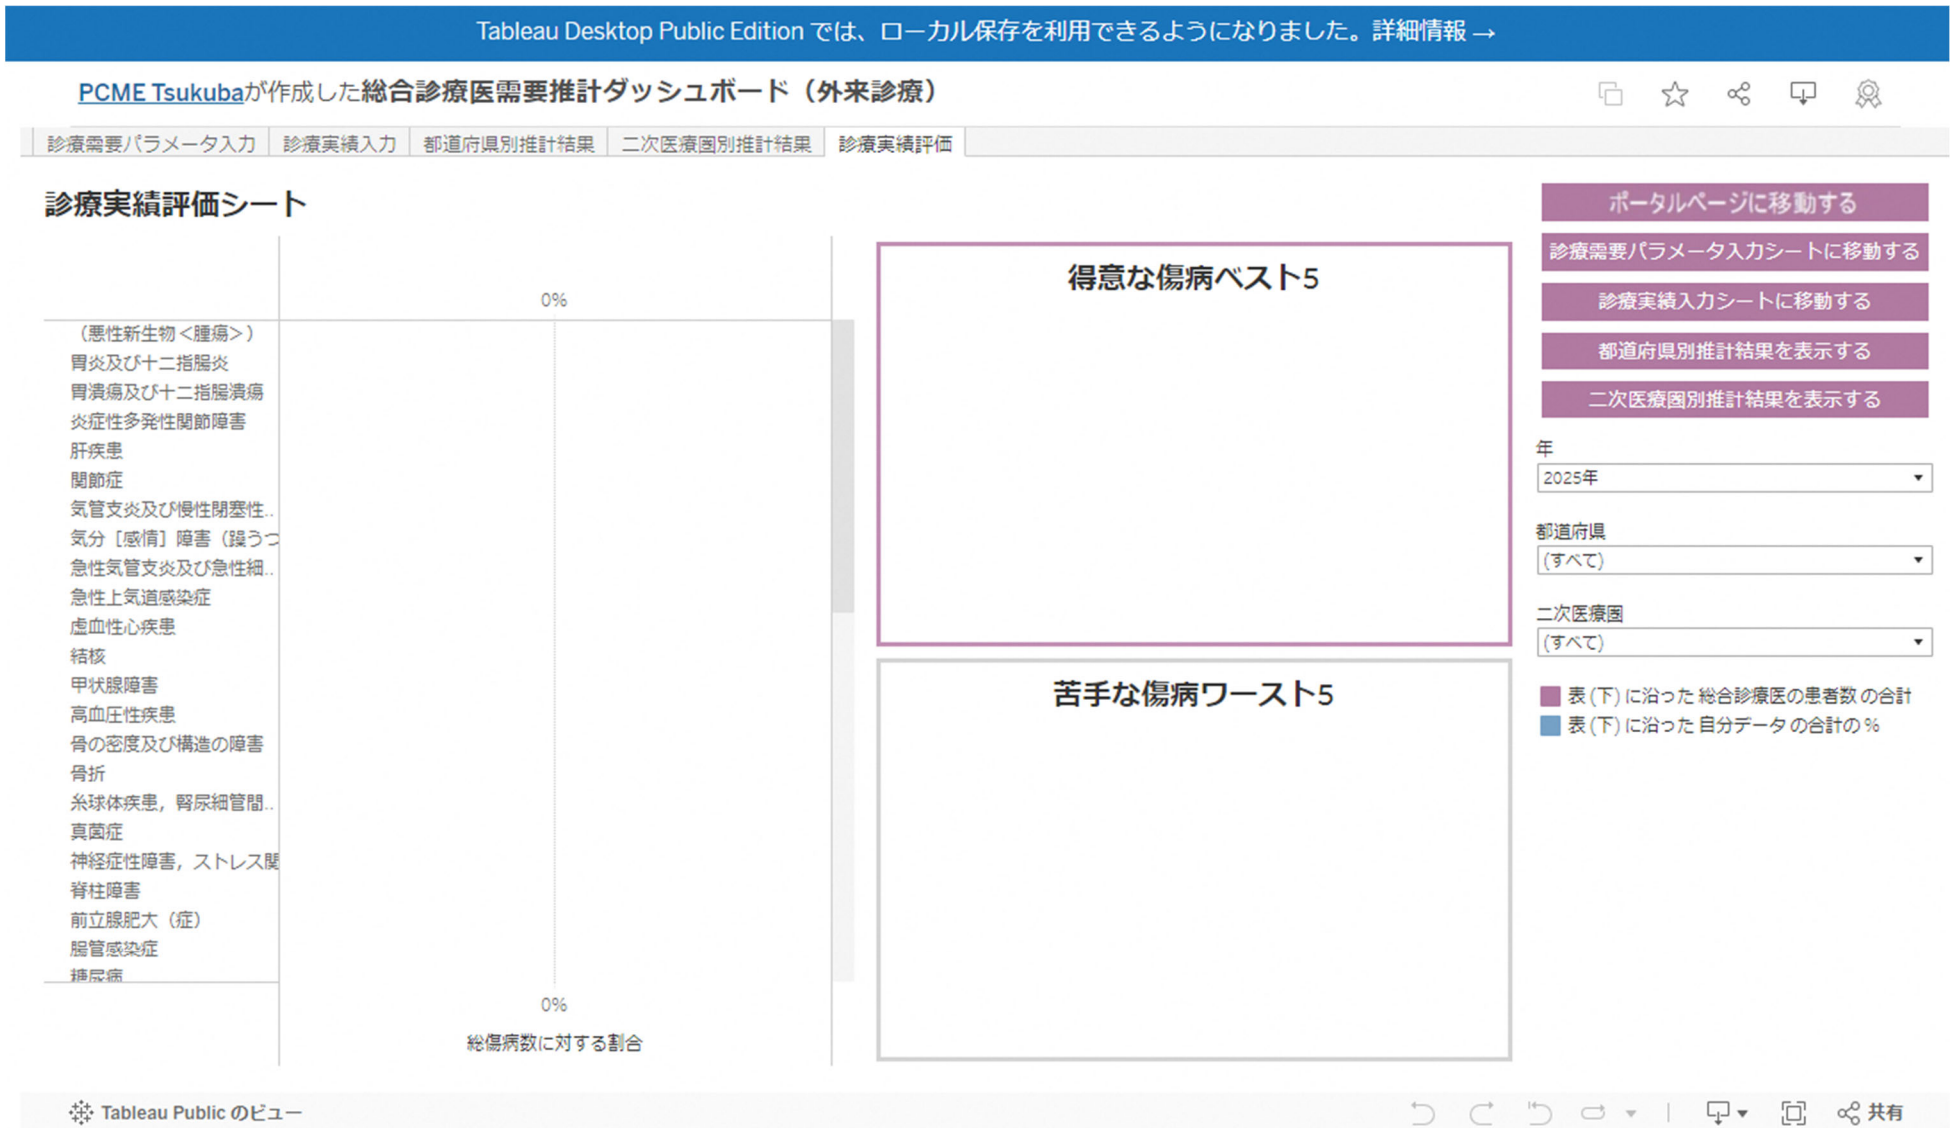 Tableau Desktop Public Edition では、ローカル保存を利用できるようになりました。詳細情報 →
PCME Tsukubaが作成した総合診療医需要推計ダッシュボード（外来診療）
診療需要パラメータ入力
診療実績入力
都道府県別推計結果
二次医療圏別推計結果
診療実績評価
診療実績評価シート
0%
（悪性新生物＜腫瘍＞）
胃炎及び十二指腸炎
胃潰瘍及び十二指腸潰瘍
炎症性多発性関節障害
肝疾患
関節症
気管支炎及び慢性閉塞性..
気分［感情］障害（躁うつ
急性気管支炎及び急性細..
急性上気道感染症
虚血性心疾患
結核
甲状腺障害
高血圧性疾患
骨の密度及び構造の障害
骨折
糸球体疾患，腎尿細管間..
真菌症
神経症性障害，ストレス関
脊柱障害
前立腺肥大（症）
腸管感染症
糖尿病
0%
総傷病数に対する割合
得意な傷病ベスト5
苦手な傷病ワースト5
ポータルページに移動する
診療需要パラメータ入力シートに移動する
診療実績入力シートに移動する
都道府県別推計結果を表示する
二次医療圏別推計結果を表示する
年
2025年
都道府県
(すべて)
二次医療圏
(すべて)
表 (下) に沿った 総合診療医の患者数 の合計
表 (下) に沿った 自分データ の合計の %
Tableau Public のビュー
共有